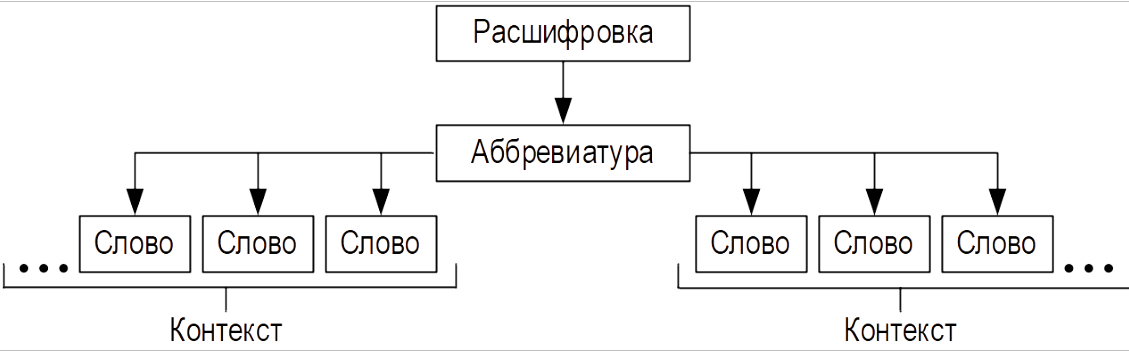 Расшифровка
Аббревиатура
Слово Слово Слово Слово Слово Слово
... ...
Контекст Контекст